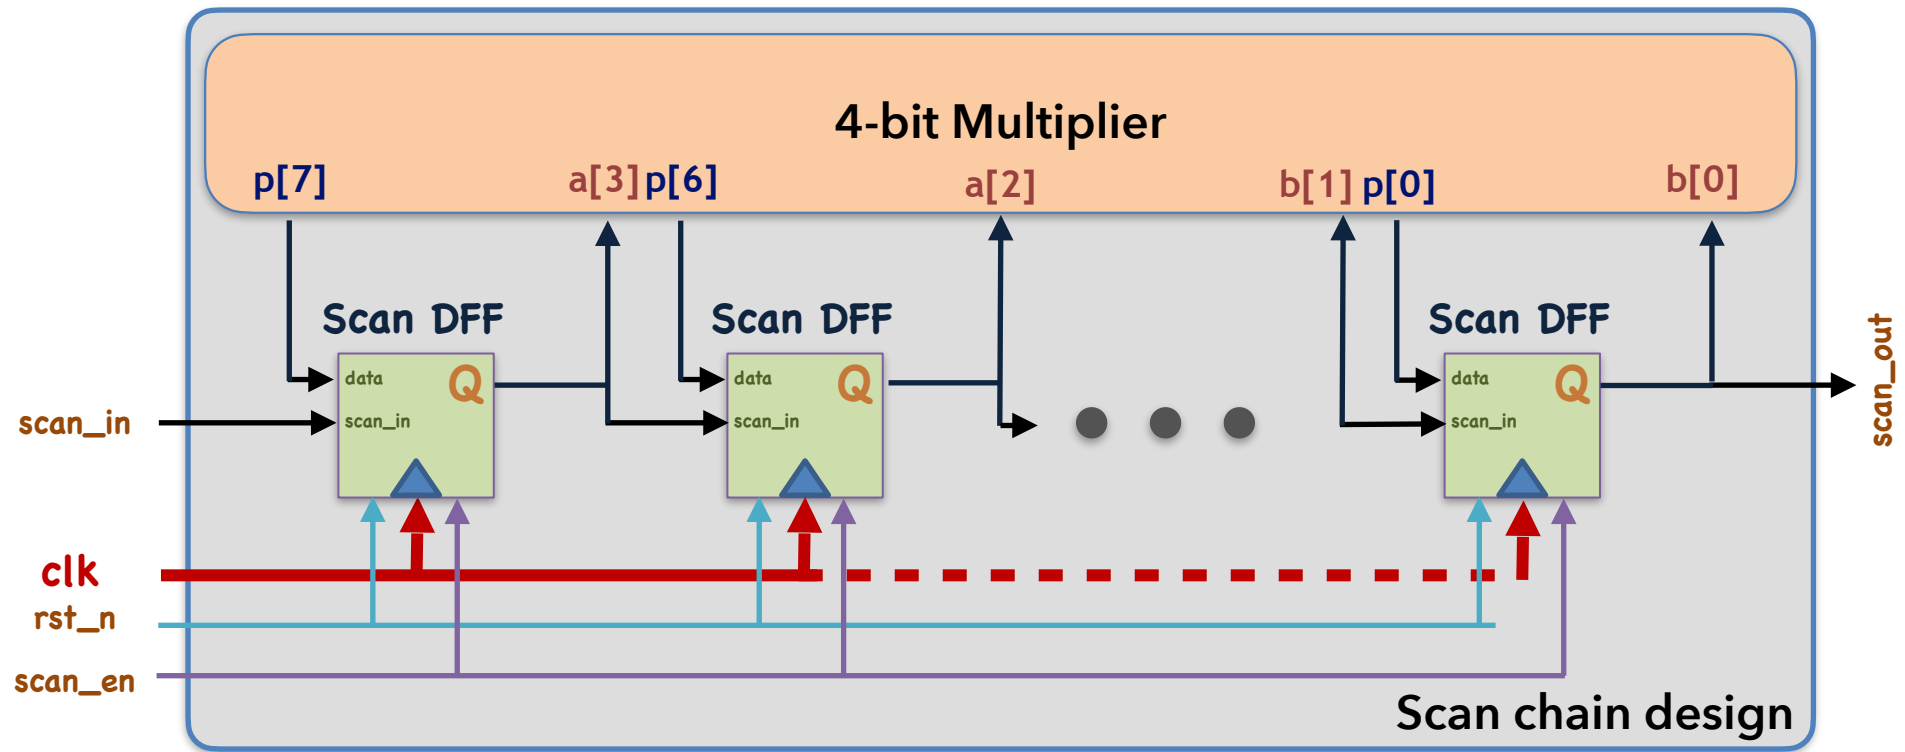 4-bit Multiplier
p[7] a[3] p[6] a[2] b[1] p[0] b[0]
Scan DFF Scan DFF Scan DFF
data Q data Q data Q
scan_in scan_in scan_in scan_in
scan_out
clk
rst_n
scan_en
Scan chain design